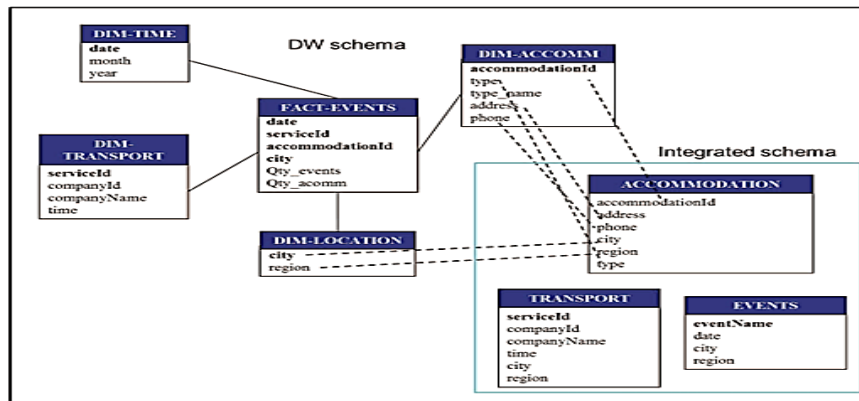 DW schema
DIM-TIME
date
month
year
DIM-ACCOMM
accommodationId
type
type_name
address
phone
FACT-EVENTS
date
serviceId
accommodationId
city
Qty_events
Qty_acomm
DIM-
TRANSPORT
serviceId
companyId
companyName
time
DIM-LOCATION
city
region
Integrated schema
ACCOMMODATION
accommodationId
address
phone
city
region
type
TRANSPORT
serviceId
companyId
companyName
time
city
region
EVENTS
eventName
date
city
region